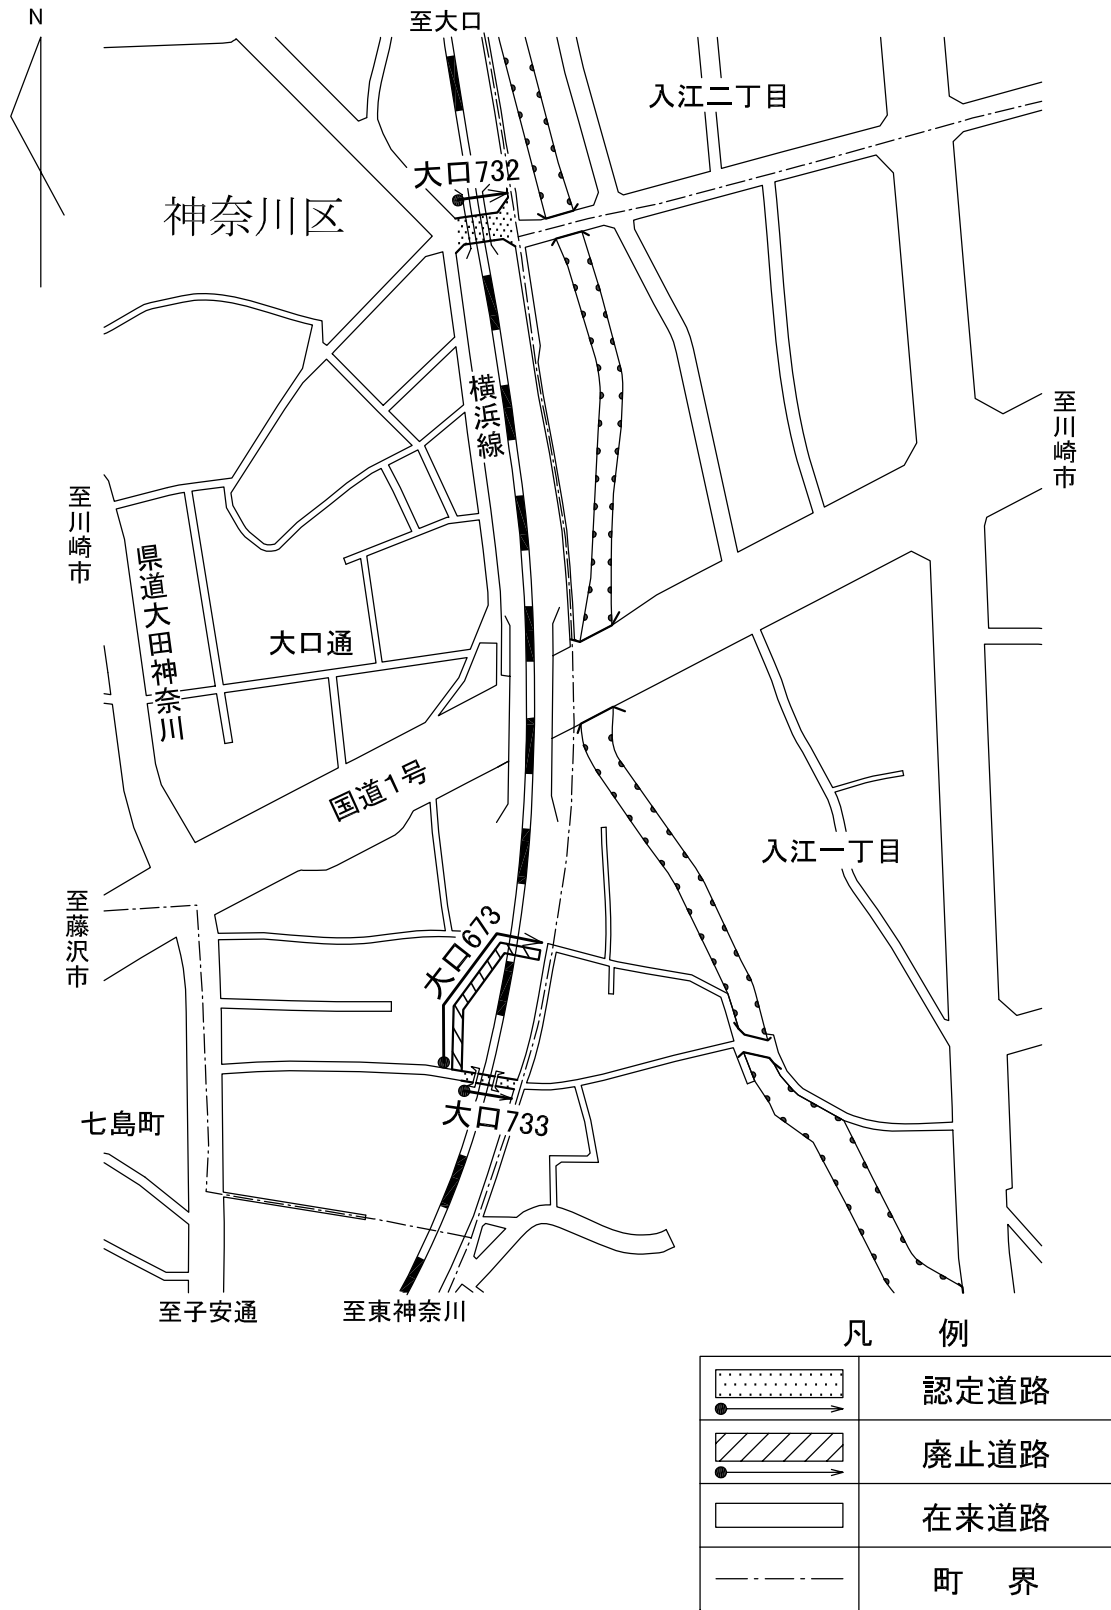 N
至大口
入江二丁目
大口732
神奈川区
横浜線
至川崎市
至川崎市
県道大田神奈川
大口通
国道1号
入江一丁目
至藤沢市
大口673
七島町
大口733
至子安通
至東神奈川
凡 例
認定道路
廃止道路
在来道路
町 界